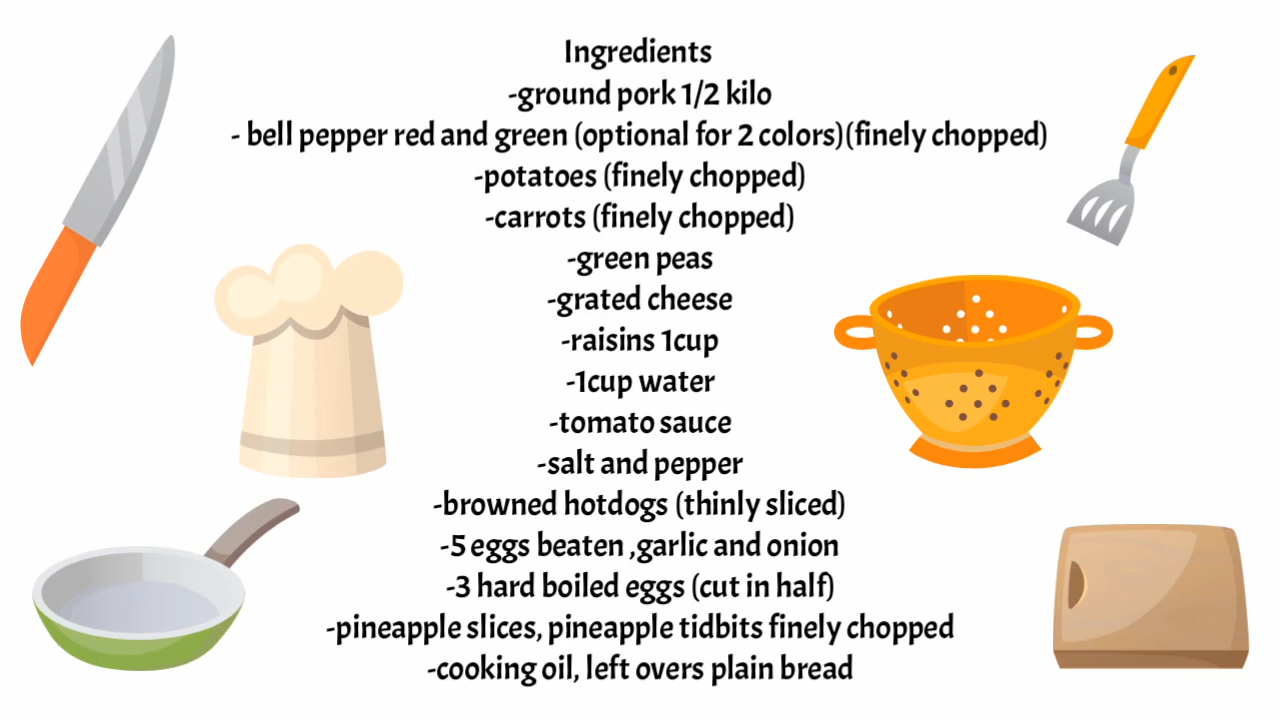 Ingredients
-ground pork 1/2 kilo
- bell pepper red and green (optional for 2 colors)(finely chopped)
-potatoes (finely chopped)
-carrots (finely chopped)
-green peas
-grated cheese
-raisins 1cup
-1cup water
-tomato sauce
-salt and pepper
-browned hotdogs (thinly sliced)
-5 eggs beaten ,garlic and onion
-3 hard boiled eggs (cut in half)
-pineapple slices, pineapple tidbits finely chopped
-cooking oil, left overs plain bread